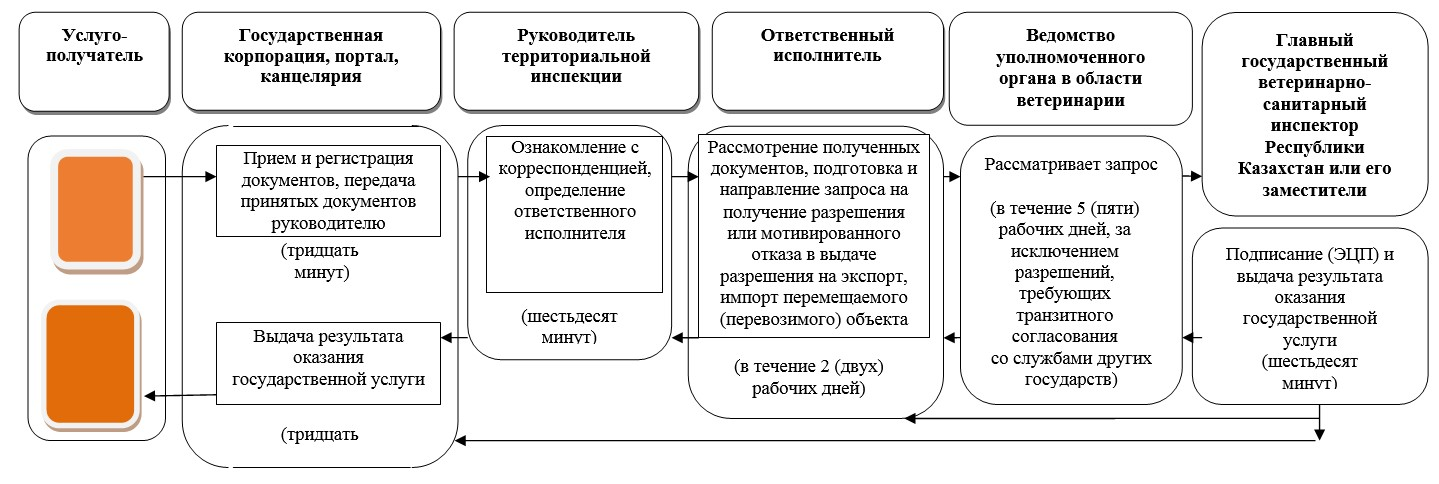 Услуго-
получатель
Государственная
корпорация, портал,
канцелярия
Руководитель
территориальной
инспекции
Ответственный
исполнитель
Ведомство
уполномоченного
органа в области
ветеринарии
Главный
государственный
ветеринарно-
санитарный
инспектор
Республики
Казахстан или его
заместители
Прием и регистрация
документов, передача
принятых документов
руководителю
(тридцать
минут)
Выдача результата
оказания
государственной услуги
(тридцать
Ознакомление с
корреспонденцией,
определение
ответственного
исполнителя
(шестьдесят
минут)
Рассмотрение полученных
документов, подготовка и
направление запроса на
получение разрешения
или мотивированного
отказа в выдаче
разрешения на экспорт,
импорт перемещаемого
(перевозимого) объекта
(в течение 2 (двух)
рабочих дней)
Рассматривает запрос
(в течение 5 (пяти)
рабочих дней, за
исключением
разрешений,
требующих
транзитного
согласования
со службами других
государств)
Подписание (ЭЦП) и
выдача результата
оказания
государственной
услуги
(шестьдесят
минут)